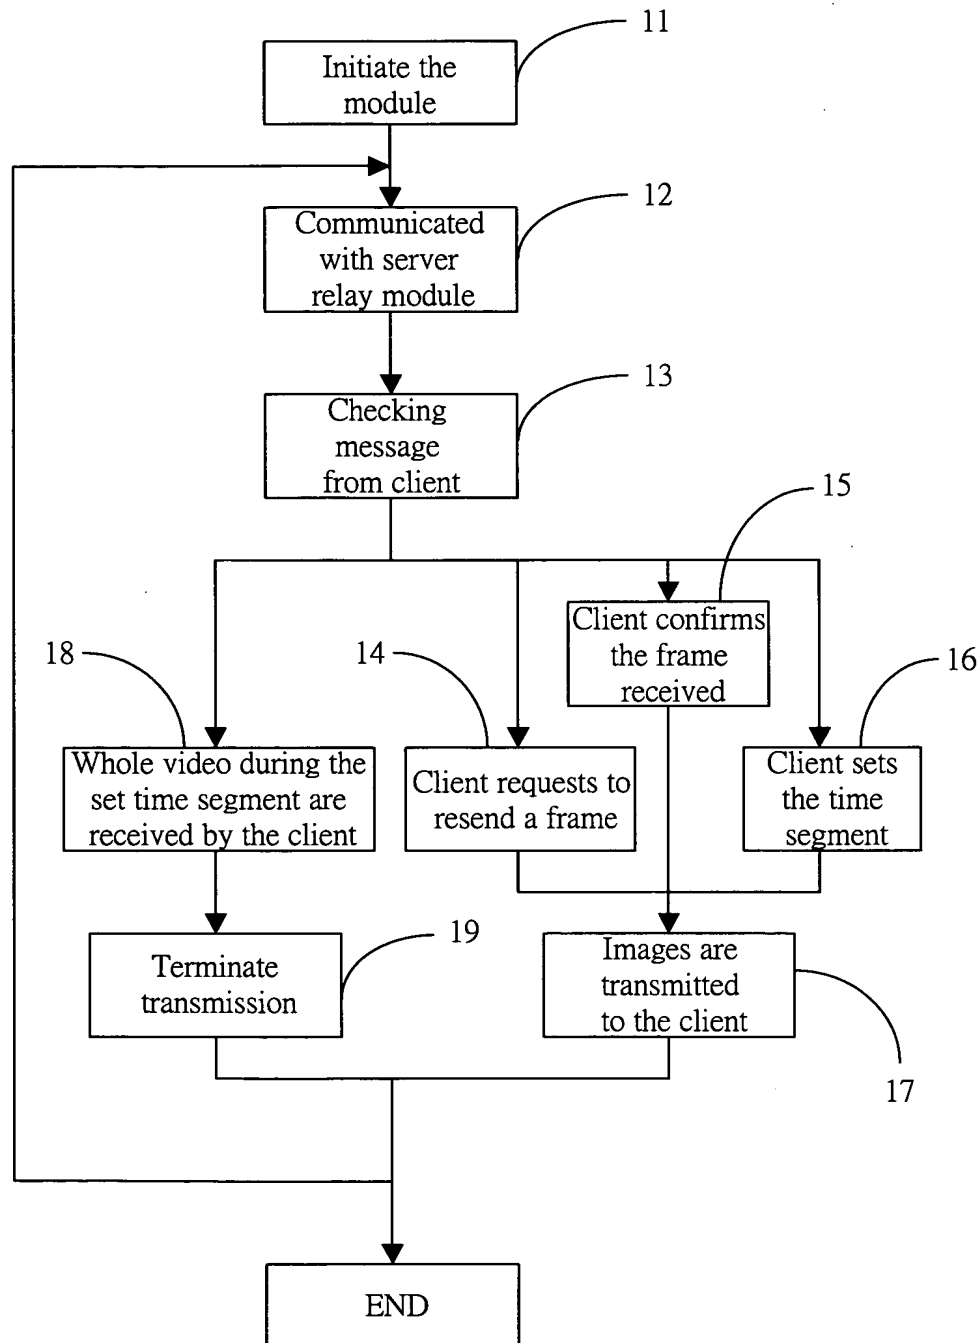 11
Initiate the
module
12
Communicated
with server
relay module
13
Checking
message
from client
15
Client confirms
the frame
received
18
14
16
Whole video during the
set time segment are
received by the client
Client requests to
resend a frame
Client sets
the time
segment
19
Terminate
transmission
Images are
transmitted
to the client
17
END